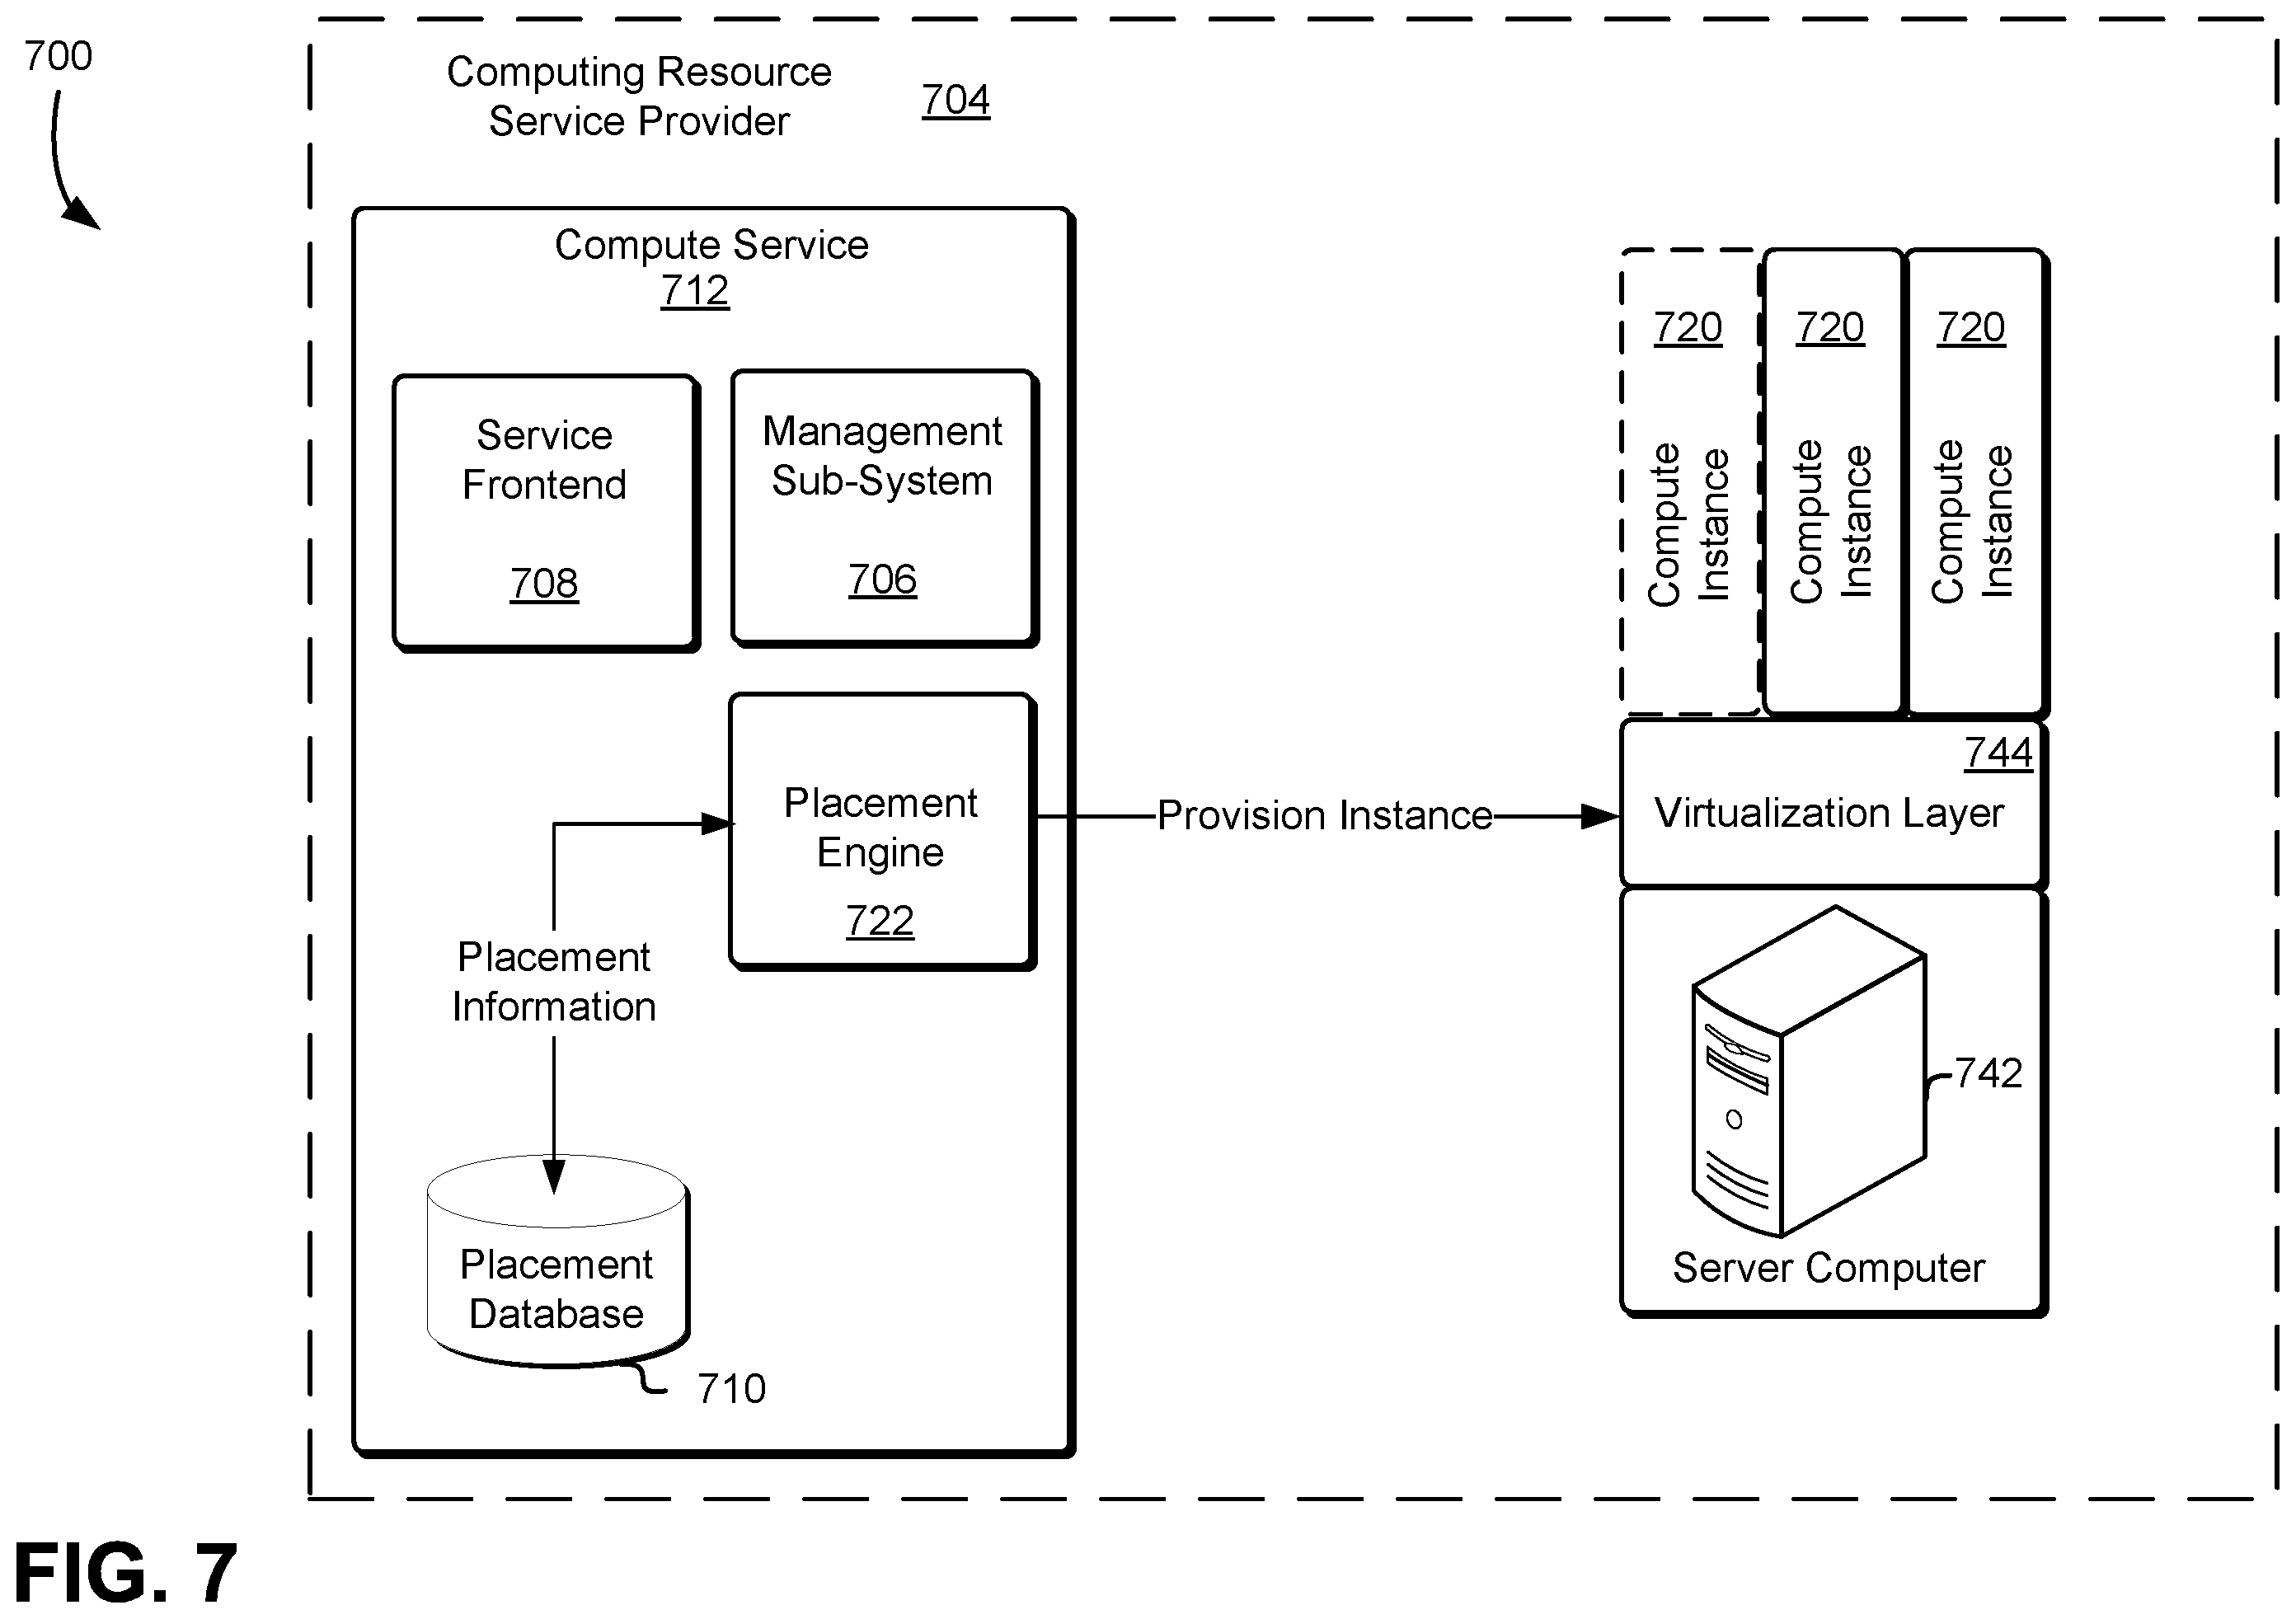 700
Computing Resource
Service Provider
704
Compute Service
712
Service
Frontend
708
Management
Sub-System
706
Placement
Engine
722
Placement
Information
Placement
Database
710
Provision Instance
720
Compute
Instance
720
Compute
Instance
720
Compute
Instance
744
Virtualization Layer
742
Server Computer
FIG. 7